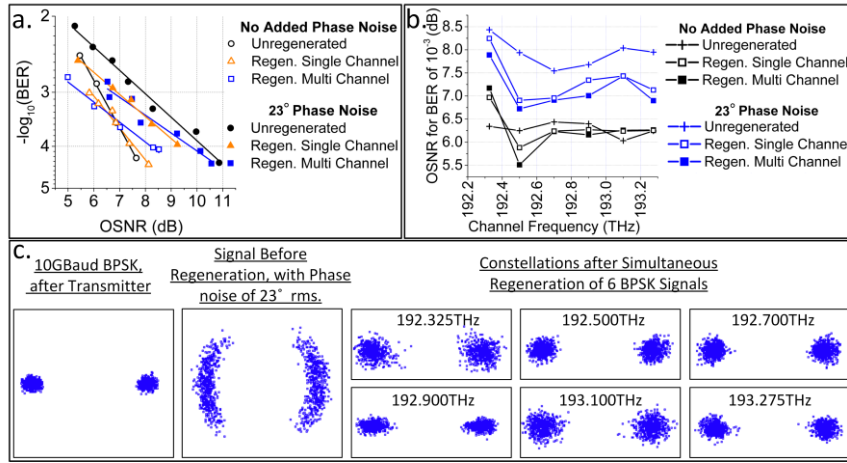 a.
2
3
4
5
-log10(BER)
5 6 7 8 9 10 11
OSNR (dB)
No Added Phase Noise
Unregenerated
Regen. Single Channel
Regen. Multi Channel
23° Phase Noise
Unregenerated
Regen. Single Channel
Regen. Multi Channel
b.
OSNR for BER of 10⁻³ (dB)
8.5
8.0
7.5
7.0
6.5
6.25
5.5
192.2
192.4
192.6
192.8
193.0
193.2
Channel Frequency (THz)
No Added Phase Noise
Unregenerated
Regen. Single Channel
Regen. Multi Channel
23° Phase Noise
Unregenerated
Regen. Single Channel
Regen. Multi Channel
c.
10GBaud BPSK,
after Transmitter
Signal Before
Regeneration, with Phase
noise of 23° rms.
Constellations after Simultaneous
Regeneration of 6 BPSK Signals
192.325THz
192.500THz
192.700THz
192.900THz
193.100THz
193.275THz